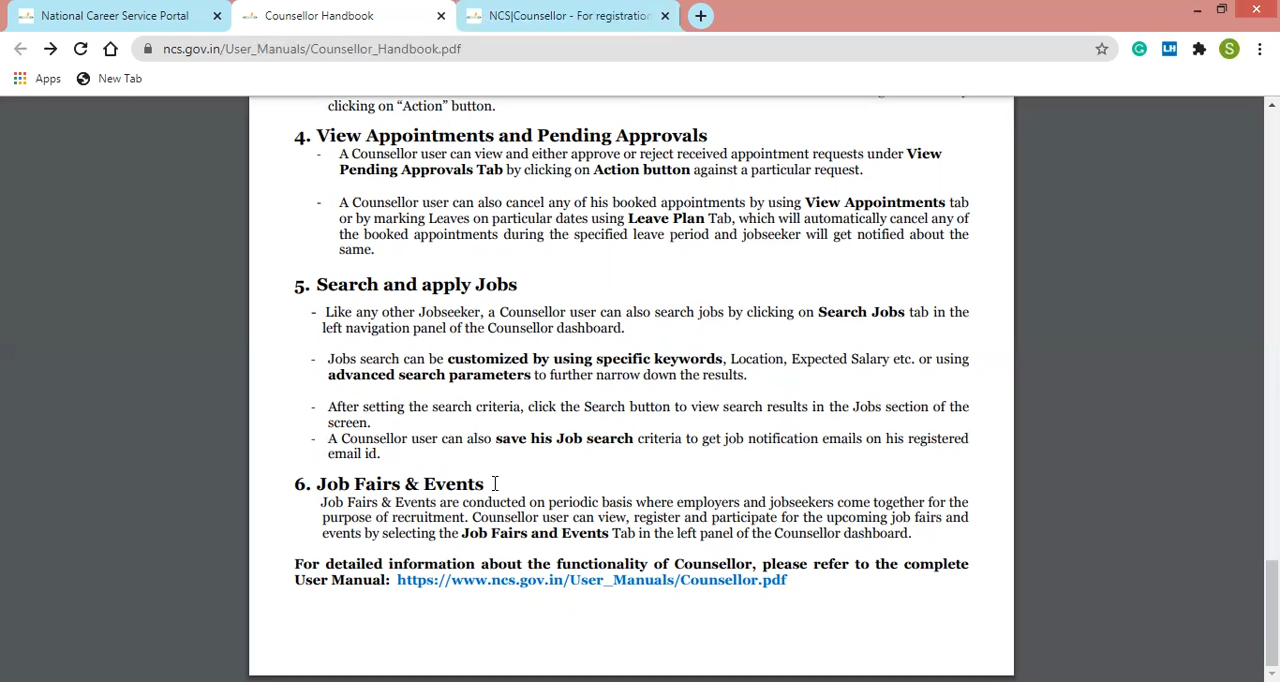 National Career Service Portal
Counsellor Handbook
NCS|Counsellor - For registration
ncs.gov.in/User_Manuals/Counsellor_Handbook.pdf
Apps
New Tab
clicking on “Action” button.
4. View Appointments and Pending Approvals
- A Counsellor user can view and either approve or reject received appointment requests under View
Pending Approvals Tab by clicking on Action button against a particular request.
- A Counsellor user can also cancel any of his booked appointments by using View Appointments tab
or by marking Leaves on particular dates using Leave Plan Tab, which will automatically cancel any of
the booked appointments during the specified leave period and jobseeker will get notified about the
same.
5. Search and apply Jobs
- Like any other Jobseeker, a Counsellor user can also search jobs by clicking on Search Jobs tab in the
left navigation panel of the Counsellor dashboard.
- Jobs search can be customized by using specific keywords, Location, Expected Salary etc. or using
advanced search parameters to further narrow down the results.
- After setting the search criteria, click the Search button to view search results in the Jobs section of the
screen.
- A Counsellor user can also save his Job search criteria to get job notification emails on his registered
email id.
6. Job Fairs & Events
Job Fairs & Events are conducted on periodic basis where employers and jobseekers come together for the
purpose of recruitment. Counsellor user can view, register and participate for the upcoming job fairs and
events by selecting the Job Fairs and Events Tab in the left panel of the Counsellor dashboard.
For detailed information about the functionality of Counsellor, please refer to the complete
User Manual: https://www.ncs.gov.in/User_Manuals/Counsellor.pdf